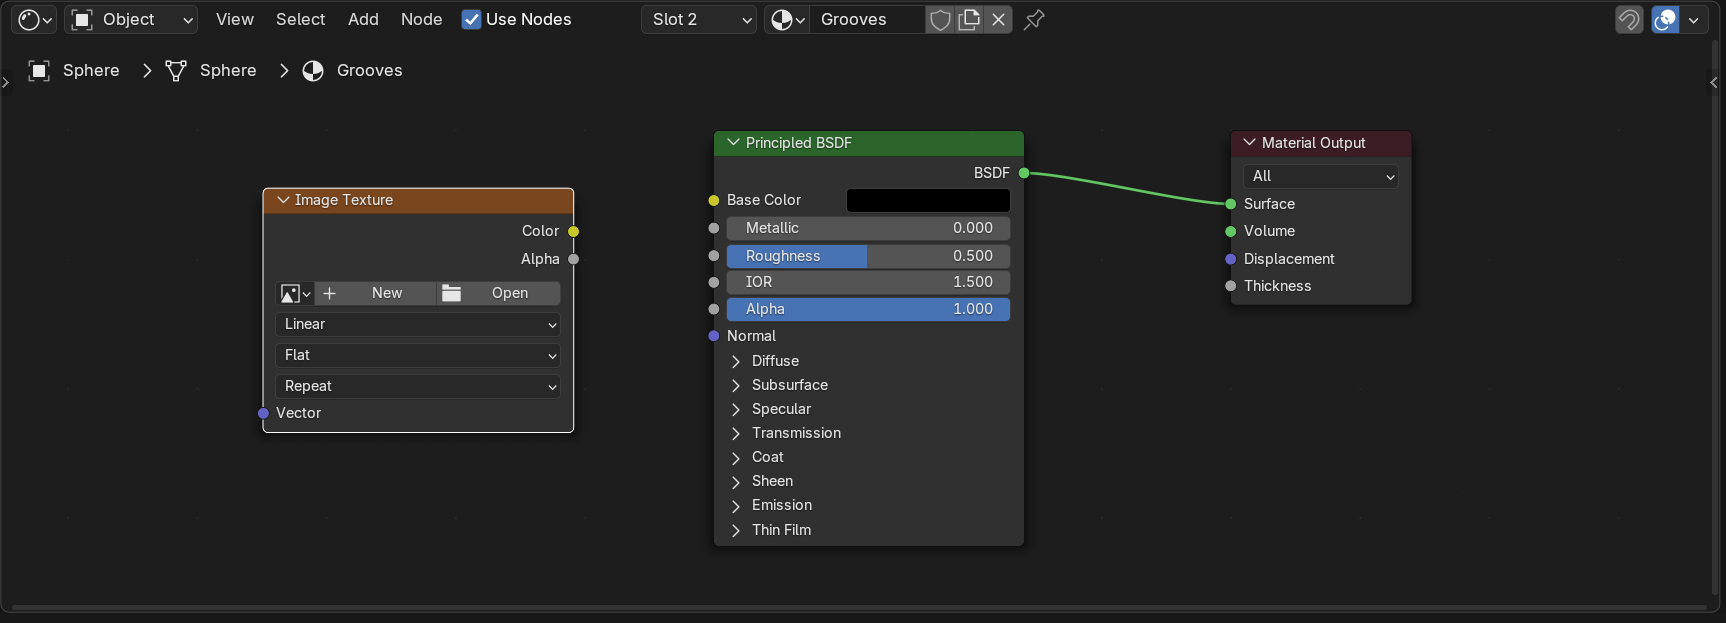 Object View Select Add Node Use Nodes Slot 2 Grooves
Sphere Sphere Grooves
Image Texture
Color
Alpha
New Open
Linear
Flat
Repeat
Vector
Principled BSDF
BSDF
Base Color
Metallic 0.000
Roughness 0.500
IOR 1.500
Alpha 1.000
Normal
Diffuse
Subsurface
Specular
Transmission
Coat
Sheen
Emission
Thin Film
Material Output
All
Surface
Volume
Displacement
Thickness